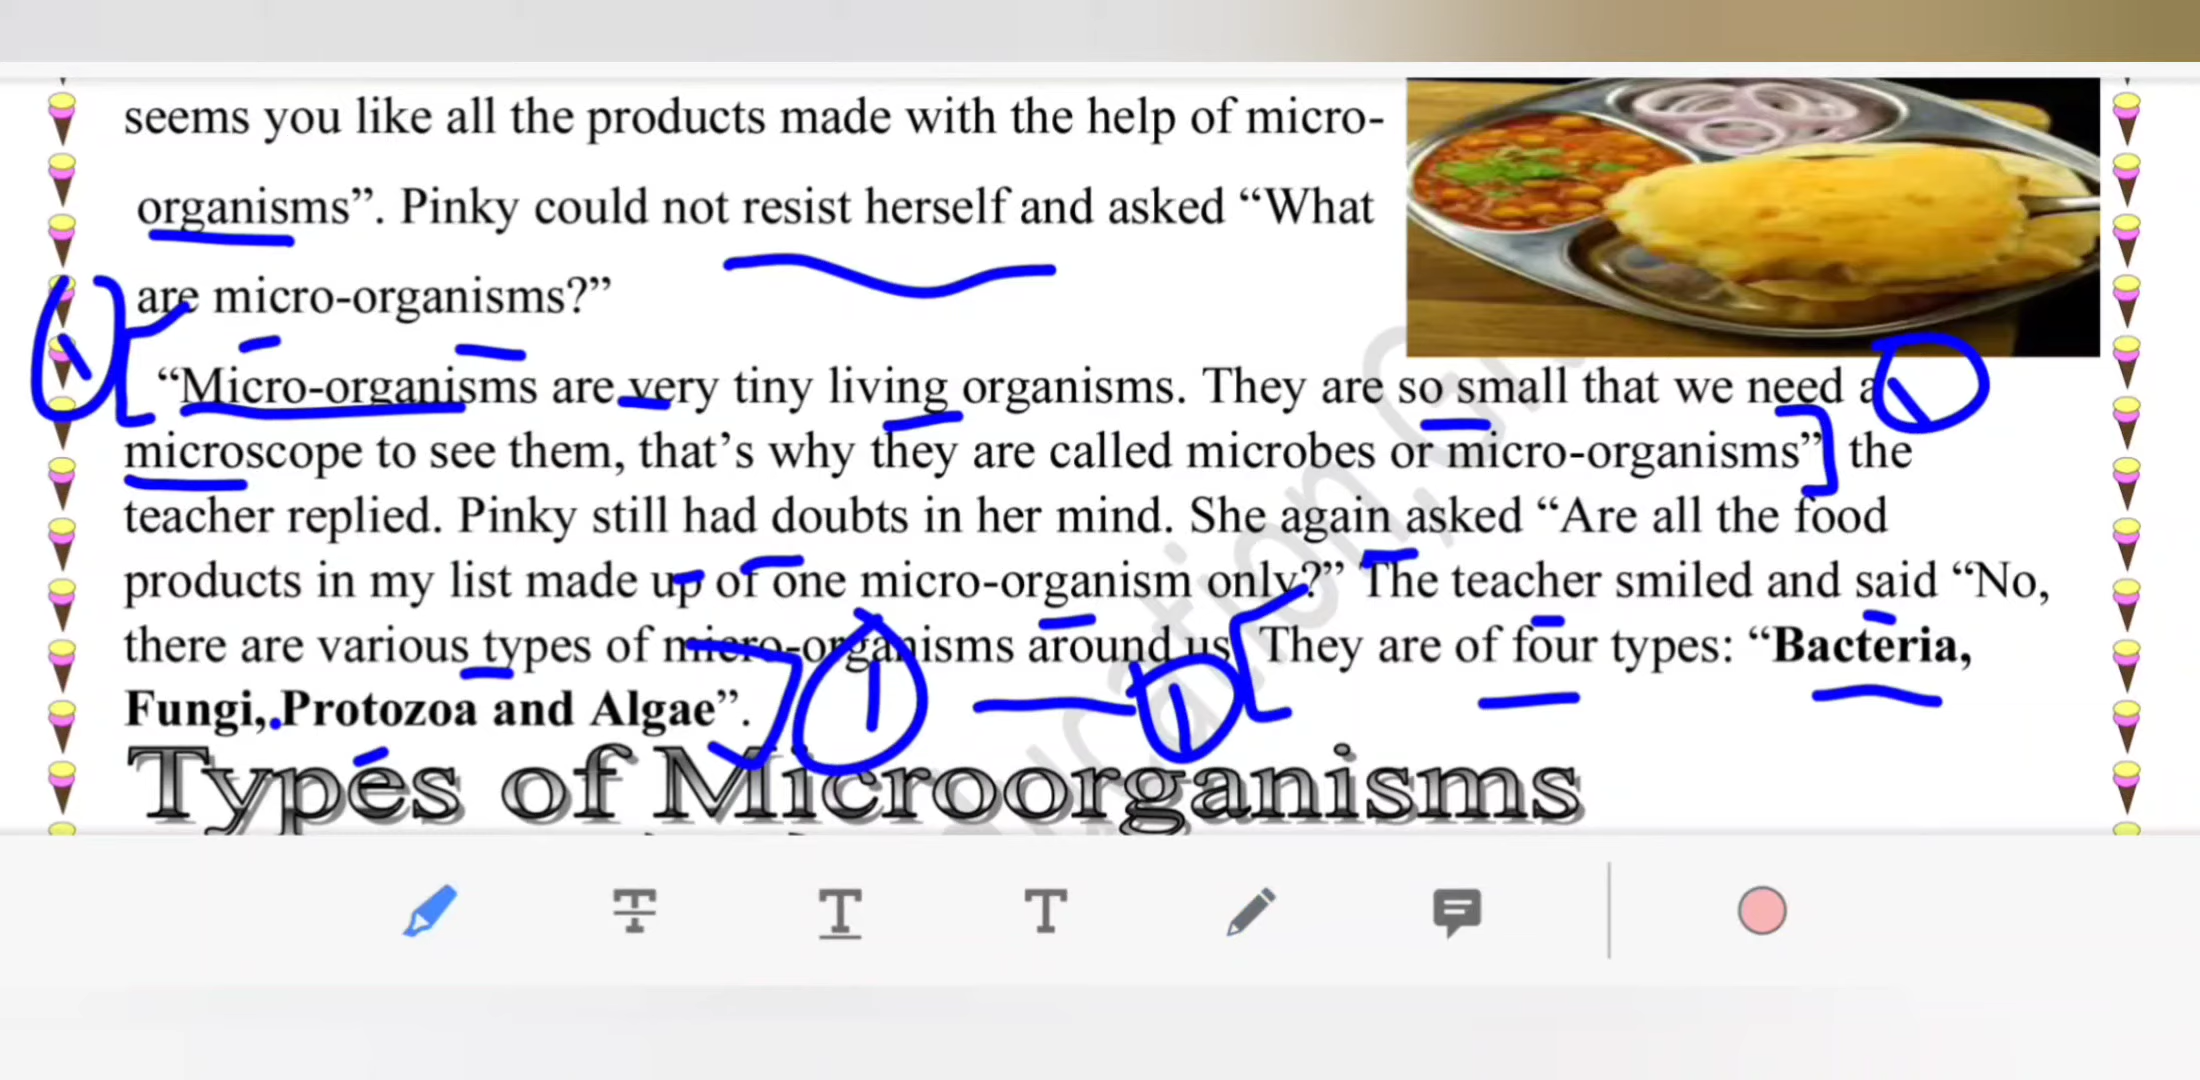 seems you like all the products made with the help of micro-
organisms”. Pinky could not resist herself and asked “What
are micro-organisms?”
“Micro-organisms are very tiny living organisms. They are so small that we need a
microscope to see them, that’s why they are called microbes or micro-organisms” the
teacher replied. Pinky still had doubts in her mind. She again asked “Are all the food
products in my list made up of one micro-organism only?” The teacher smiled and said “No,
there are various types of micro-organisms around us. They are of four types: “Bacteria,
Fungi, Protozoa and Algae”.
Types of Microorganisms